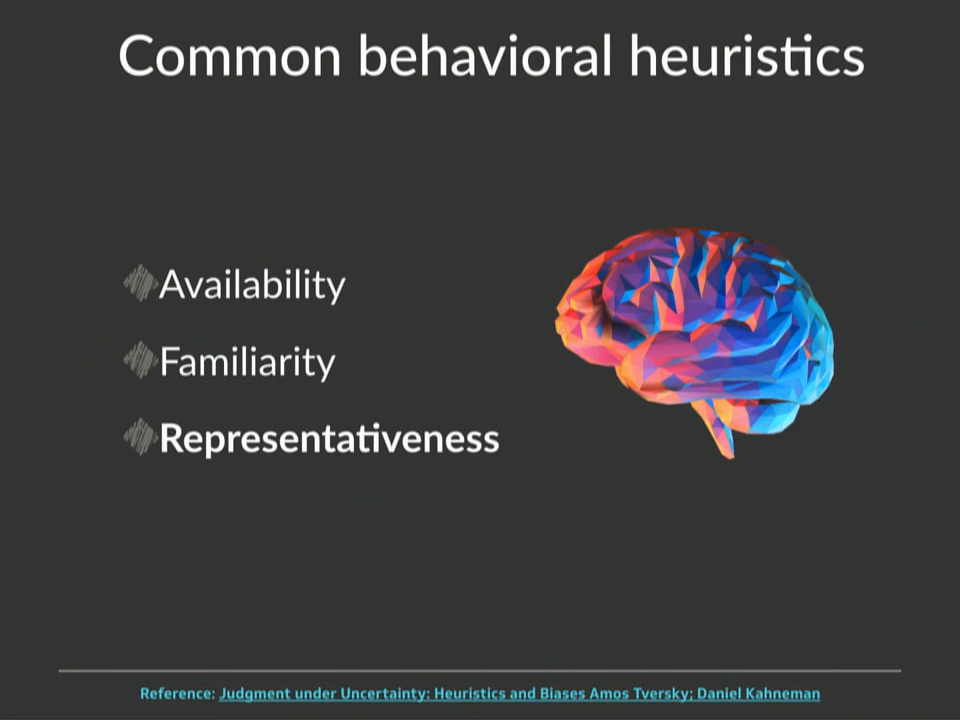 Common behavioral heuristics
Availability
Familiarity
Representativeness
Reference: Judgment under Uncertainty: Heuristics and Biases Amos Tversky; Daniel Kahneman